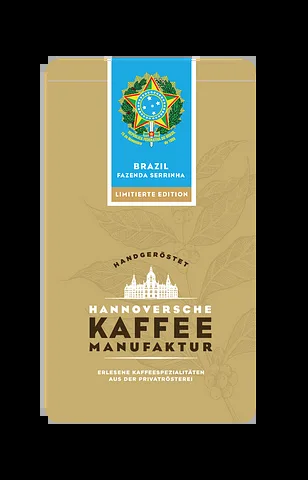 BRAZIL
FAZENDA SERRINHA
LIMITIERTE EDITION
HANDGERÖSTET
HANNOVERSCHE
KAFFEE
MANUFAKTUR
ERLESENE KAFFEESPEZIALITÄTEN
AUS DER PRIVATRÖSTEREI